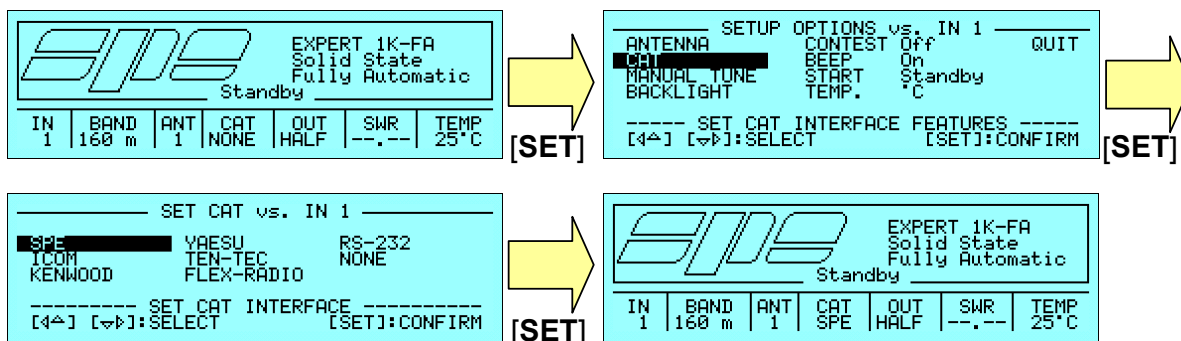 spe
EXPERT 1K-FA
Solid State
Fully Automatic
Standby
IN BAND ANT CAT OUT SWR TEMP
1 160 m 1 NONE HALF --.-- 25°C
[SET]
SETUP OPTIONS vs. IN 1
ANTENNA CONTEST Off QUIT
CAT BEEP On
MANUAL TUNE START Standby
BACKLIGHT TEMP. °C
----- SET CAT INTERFACE FEATURES -----
[◁△] [▽▷]:SELECT [SET]:CONFIRM
[SET]
SET CAT vs. IN 1
SPE YAESU RS-232
ICOM TEN-TEC NONE
KENWOOD FLEX-RADIO
--------- SET CAT INTERFACE ----------
[◁△] [▽▷]:SELECT [SET]:CONFIRM
[SET]
spe
EXPERT 1K-FA
Solid State
Fully Automatic
Standby
IN BAND ANT CAT OUT SWR TEMP
1 160 m 1 SPE HALF --.-- 25°C